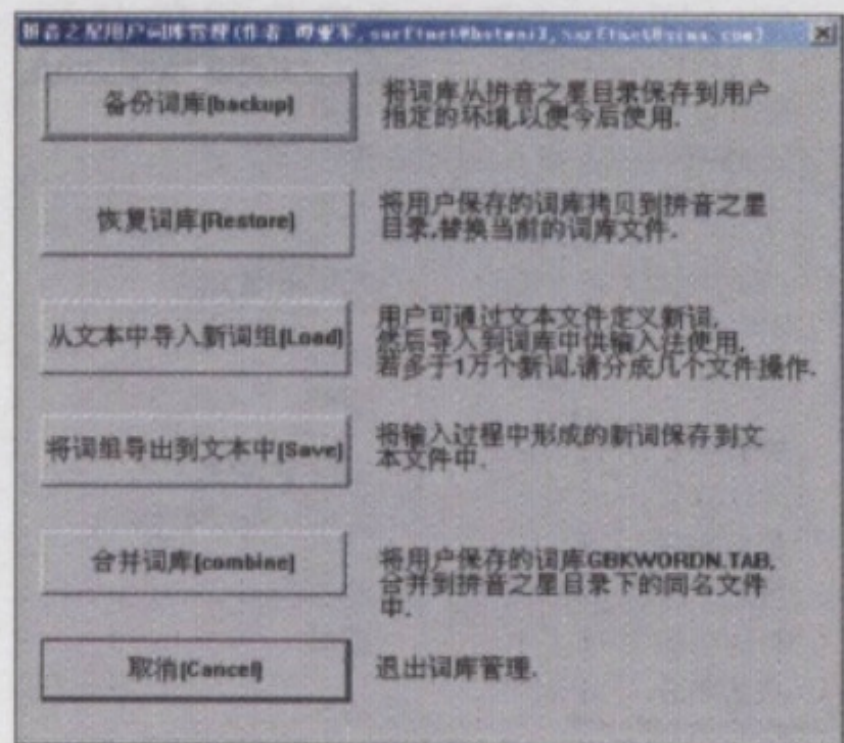 拼音之星用户词库管理(作者
备份词库(backup)
将词库从拼音之星目录保存到用户
指定的环境,以便今后使用.
恢复词库(Restore)
将用户保存的词库拷贝到拼音之星
目录,替换当前的词库文件.
从文本中导入新词组(Load)
用户可通过文本文件定义新词,
然后导入到词库中供输入法使用,
若多于1万个新词,请分成几个文件操作.
将词组导出到文本中(Save)
将输入过程中形成的新词保存到文
本文件中.
合并词库(combine)
将用户保存的词库GBKWORDN.TAB,
合并到拼音之星目录下的同名文件
中.
取消(Cancel)
退出词库管理.